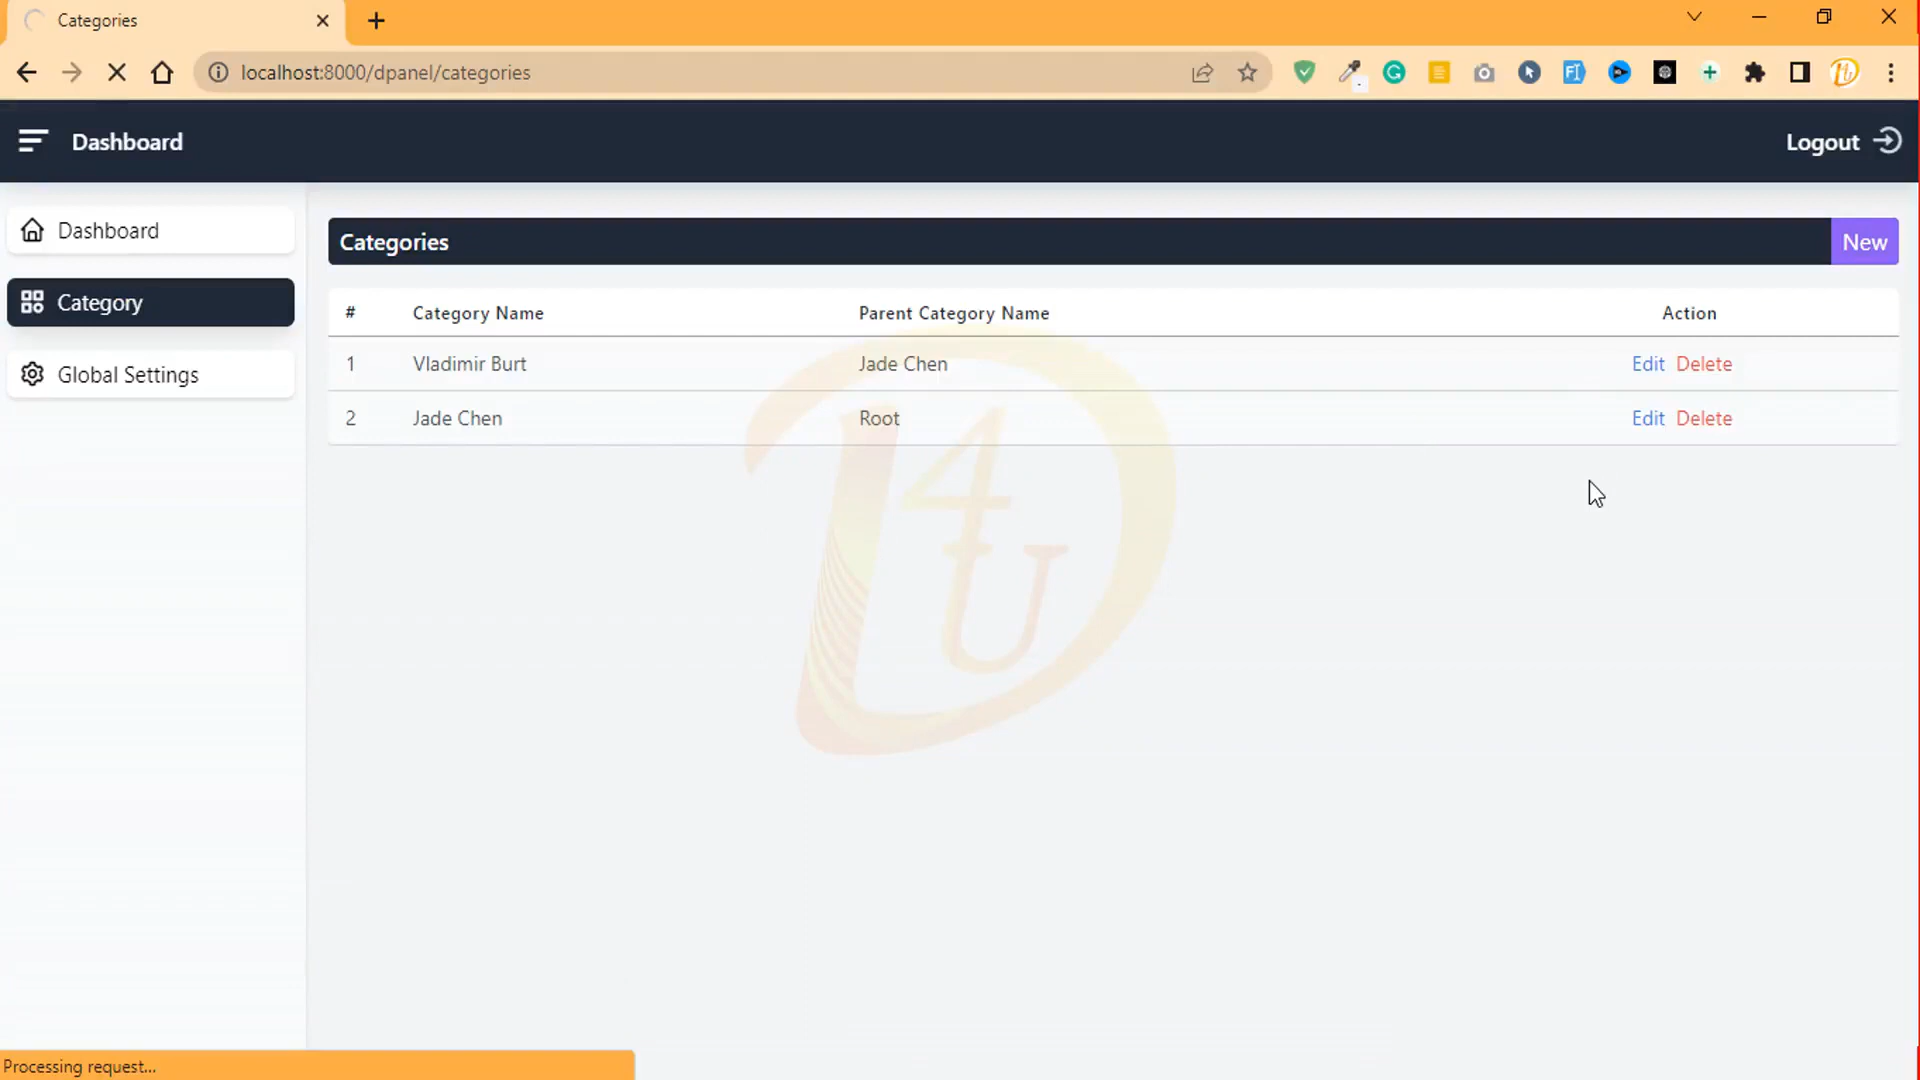 Categories
localhost:8000/dpanel/categories
Dashboard
Logout
Dashboard
Category
Global Settings
Categories
New
# Category Name Parent Category Name Action
1 Vladimir Burt Jade Chen Edit Delete
2 Jade Chen Root Edit Delete
D4U
Processing request...